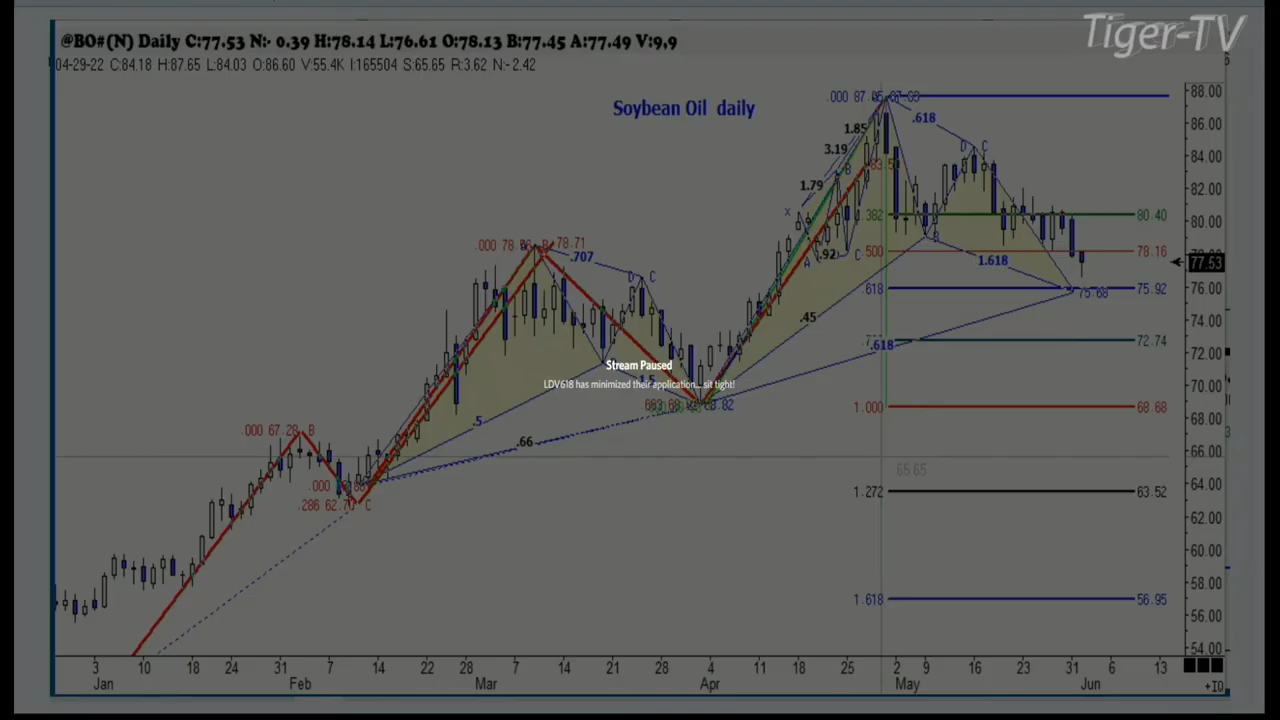 Tiger-TV
@BO#(N) Daily C:77.53 N:- 0.39 H:78.14 L:76.61 O:78.13 B:77.45 A:77.49 V:9,9
04-29-22 C:84.18 H:87.65 L:84.03 O:86.60 V:55.4K I:165504 S:65.65 R:3.62 N:-2.42
Soybean Oil daily
88.00
.618
86.00
1.85
3.19
D C
84.00
B
1.79
82.00
X
.382
80.40
80.00
B
.000
78.71
.92
C
.500
78.16
A
1.618
77.53
.707
D C
.618
75.92
75.68
76.00
74.00
.45
.618
72.74
72.00
Stream Paused
LDV618 has minimized their application... sit tight!
70.00
1.000
68.68
68.00
.5
.000 67.28 B
.66
66.00
65.65
64.00
1.272
63.52
.286 62.70 C
62.00
60.00
58.00
1.618
56.95
56.00
54.00
3 10 18 24 31 7 14 22 28 7 14 21 28 4 11 18 25 2 9 16 23 31 6 13
Jan Feb Mar Apr May Jun
+10